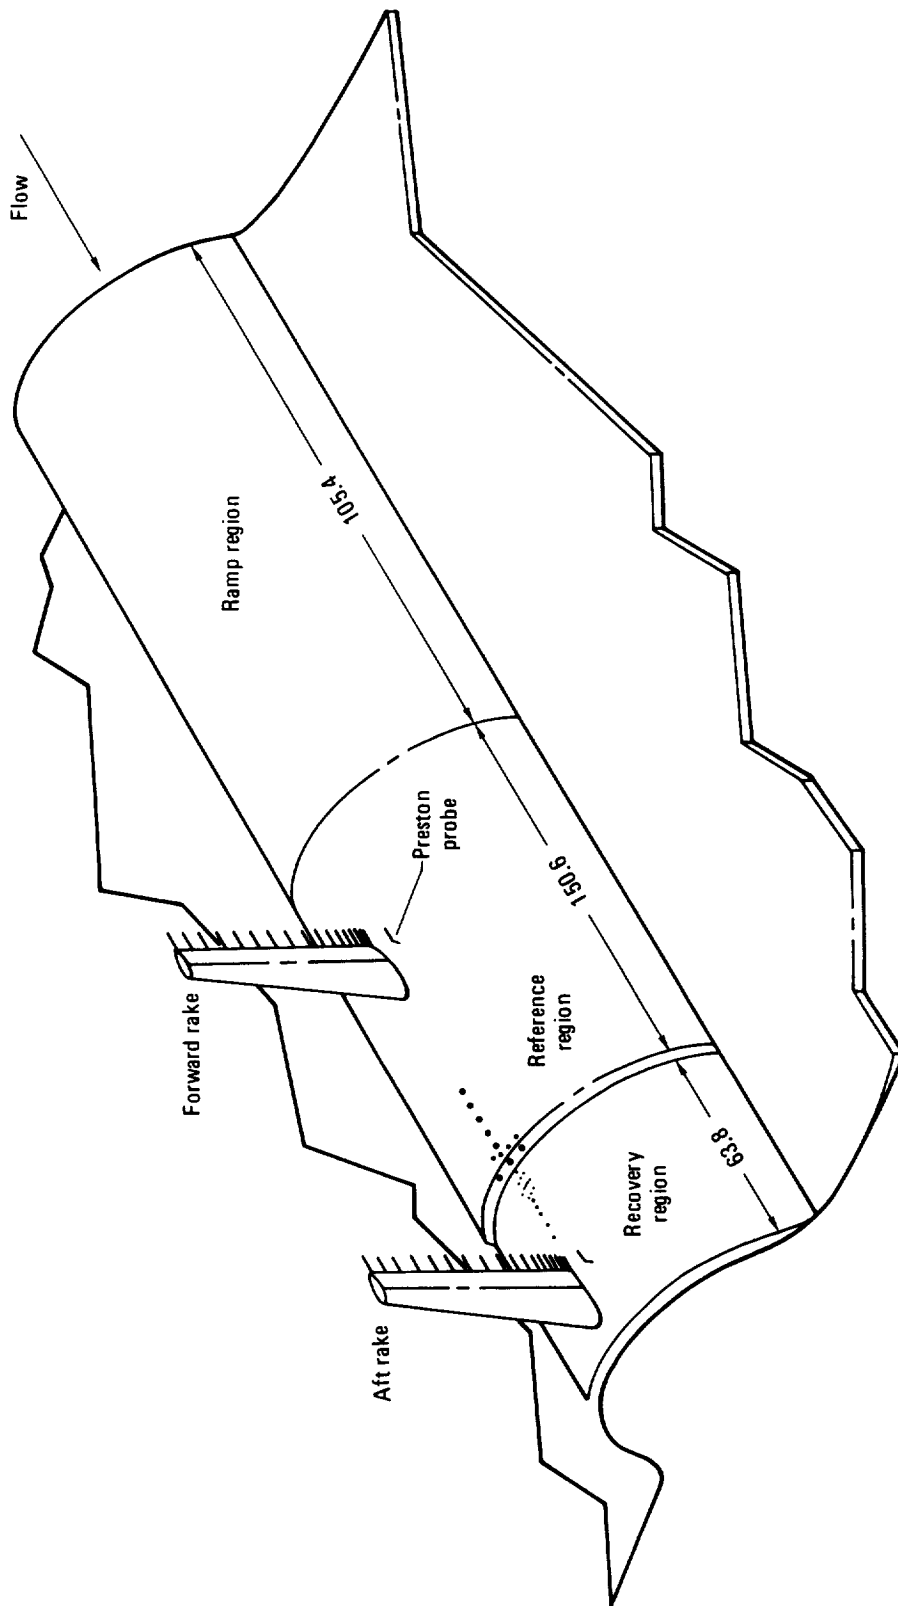 Flow
105.4
Ramp region
Preston
probe
150.6
Forward rake
Reference
region
63.8
Recovery
region
Aft rake